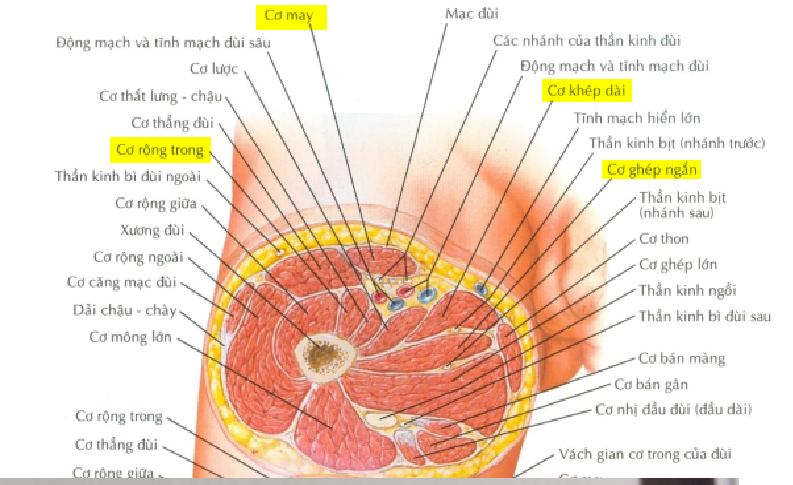 Cơ may
Mạc đùi
Động mạch và tĩnh mạch đùi sâu
Các nhánh của thần kinh đùi
Cơ lược
Động mạch và tĩnh mạch đùi
Cơ thắt lưng - chậu
Cơ khép dài
Cơ thẳng đùi
Tĩnh mạch hiển lớn
Cơ rộng trong
Thần kinh bịt (nhánh trước)
Thần kinh bì đùi ngoài
Cơ ghép ngắn
Cơ rộng giữa
Thần kinh bịt
(nhánh sau)
Xương đùi
Cơ thon
Cơ rộng ngoài
Cơ ghép lớn
Cơ căng mạc đùi
Thần kinh ngồi
Dải chậu - chày
Thần kinh bì đùi sau
Cơ mông lớn
Cơ bán màng
Cơ bán gân
Cơ nhị đầu đùi (đầu dài)
Cơ rộng trong
Cơ thẳng đùi
Vách gian cơ trong của đùi
Cơ rộng giữa